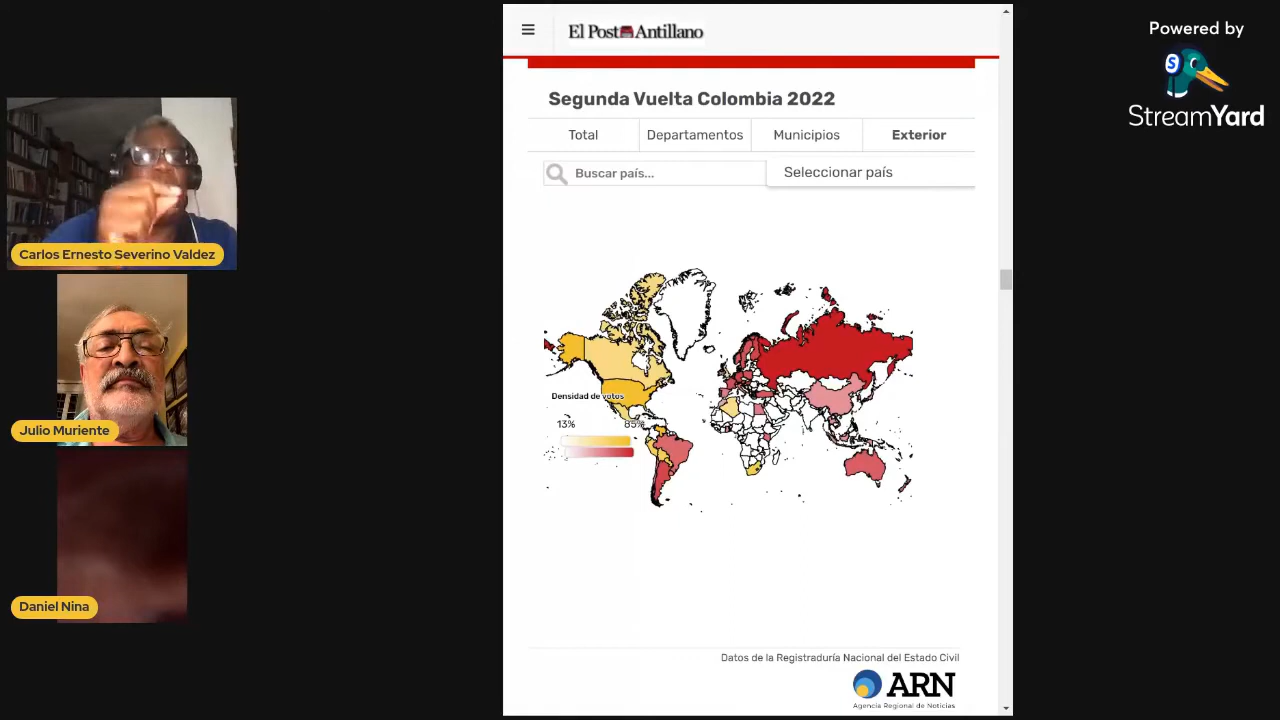 El Post Antillano
Segunda Vuelta Colombia 2022
Total
Departamentos
Municipios
Exterior
Buscar país...
Seleccionar país
Densidad de votos
13%
85%
Datos de la Registraduría Nacional del Estado Civil
ARN
Agencia Regional de Noticias
Carlos Ernesto Severino Valdez
Julio Muriente
Daniel Nina
Powered by
S
StreamYard